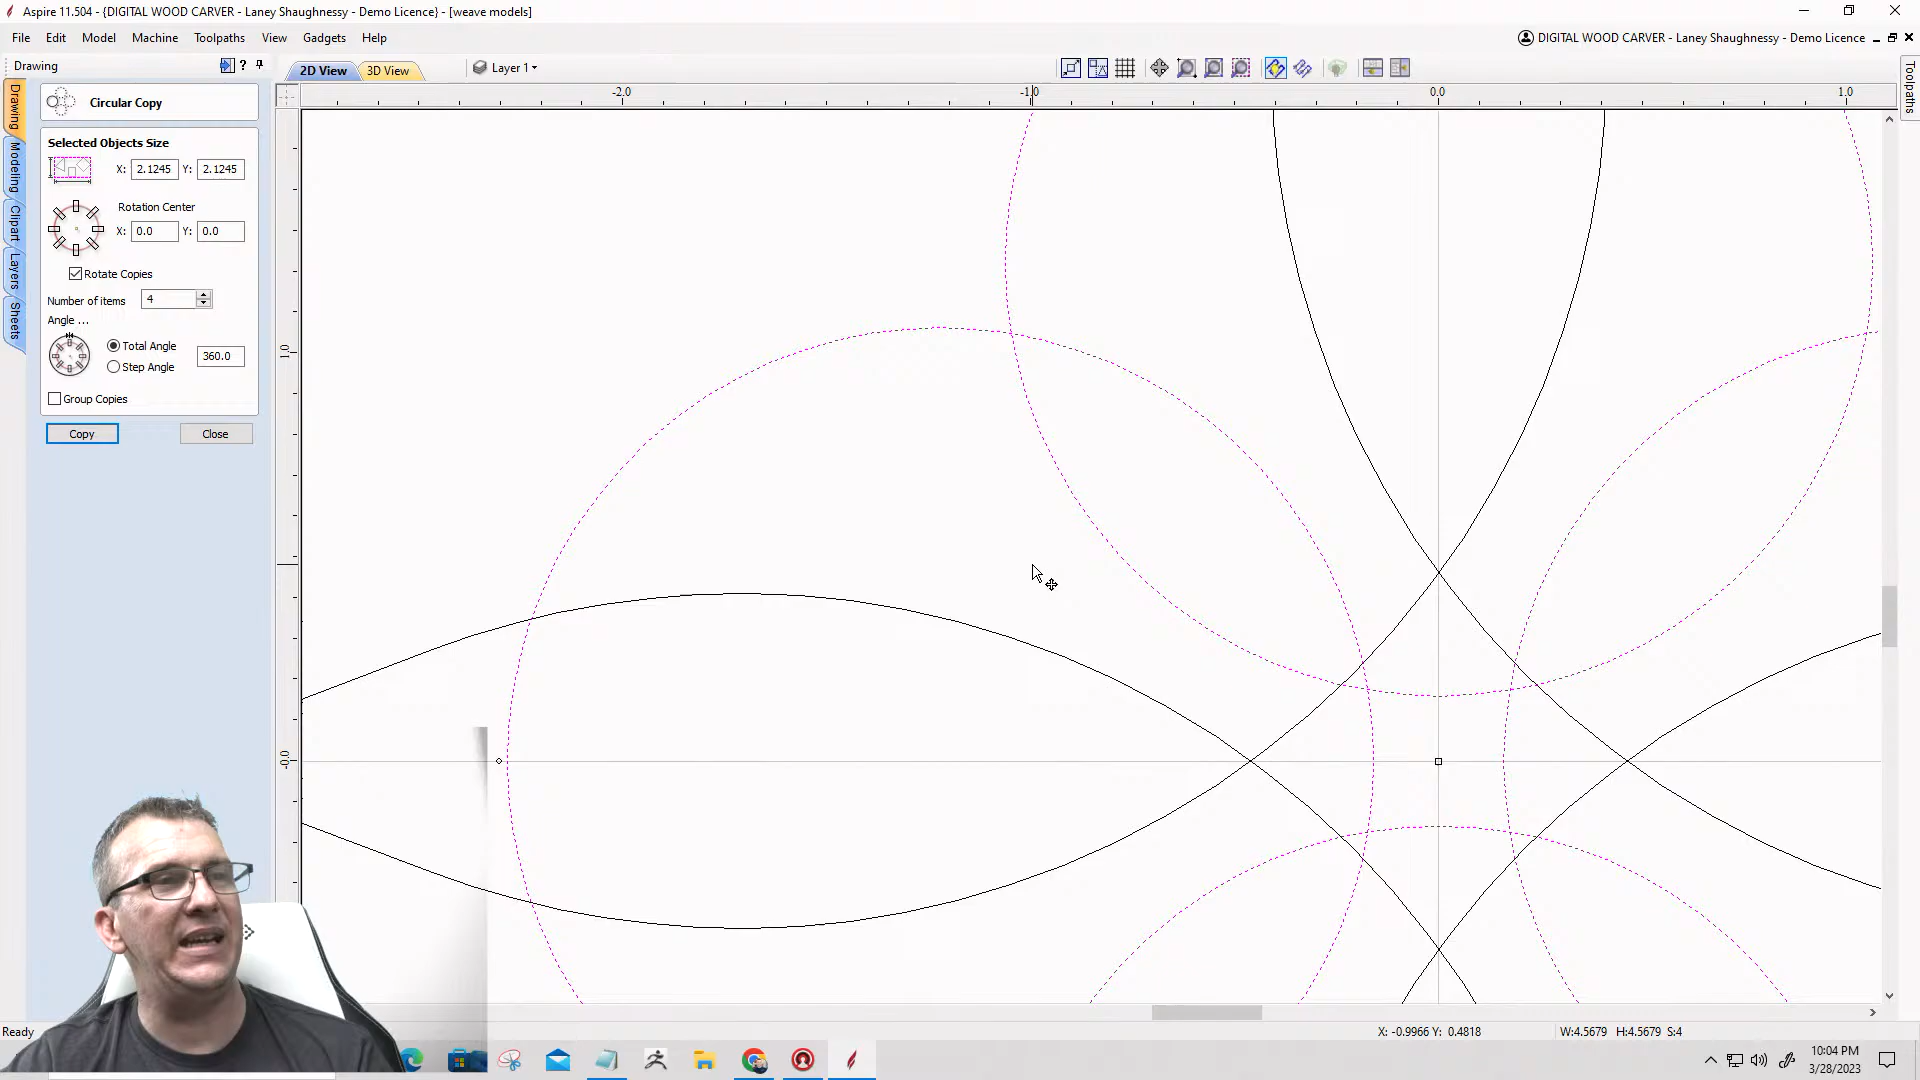 Aspire 11.504 - {DIGITAL WOOD CARVER - Laney Shaughnessy - Demo Licence} - [weave models]
File Edit Model Machine Toolpaths View Gadgets Help
DIGITAL WOOD CARVER - Laney Shaughnessy - Demo Licence
Drawing
2D View 3D View Layer 1
Toolpaths
Drawing
Modeling
Clipart
Layers
Sheets
Circular Copy
Selected Objects Size
X: 2.1245 Y: 2.1245
Rotation Center
X: 0.0 Y: 0.0
Rotate Copies
Number of items 4
Angle ...
Total Angle
Step Angle
360.0
Group Copies
Copy Close
-2.0 -1.0 0.0 1.0
1.0
-0.0
Ready
X: -0.9966 Y: 0.4818
W:4.5679 H:4.5679 S:4
10:04 PM
3/28/2023